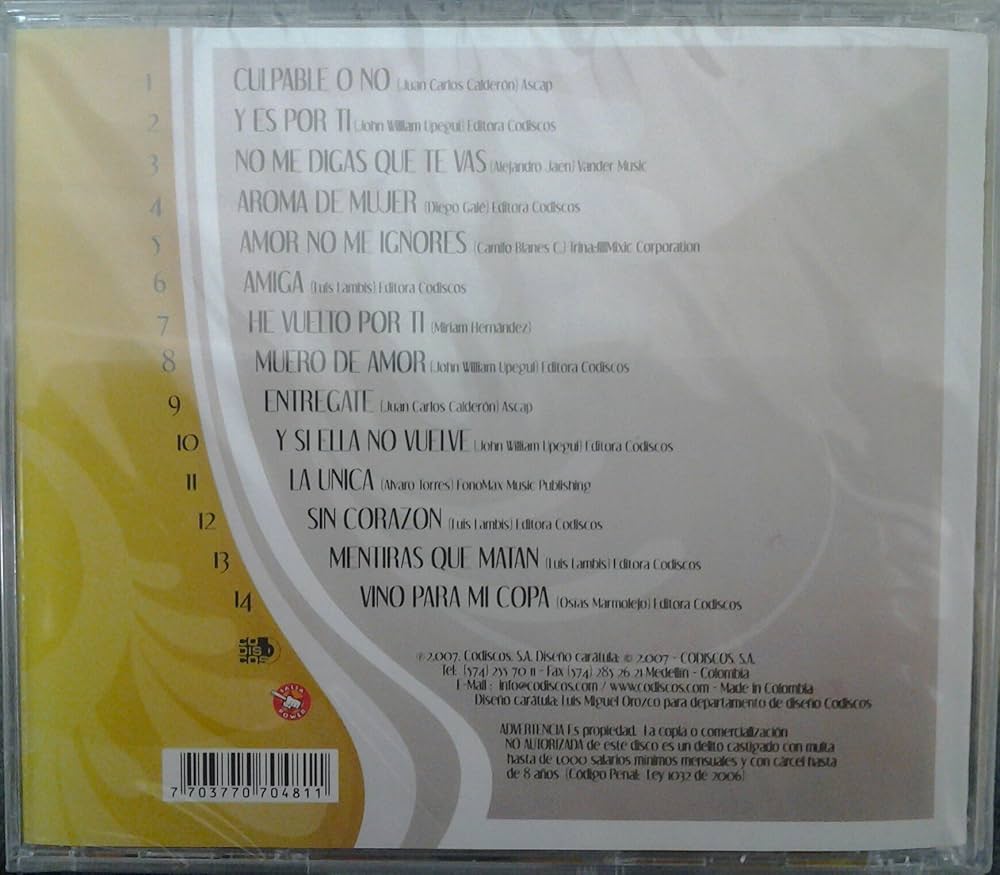 1 CULPABLE O NO (Juan Carlos Calderón) Ascap
2 Y ES POR TI (John William Upegui) Editora Codiscos
3 NO ME DIGAS QUE TE VAS (Alejandro Jaen) Vander Music
4 AROMA DE MUJER (Diego Galé) Editora Codiscos
5 AMOR NO ME IGNORES (Camilo Blanes C.) Corporation
6 AMIGA (Luis Lambis) Editora Codiscos
7 HE VUELTO POR TI (Miriam Hernández)
8 MUERO DE AMOR (John William Upegui) Editora Codiscos
9 ENTREGATE (Juan Carlos Calderón) Ascap
10 Y SI ELLA NO VUELVE (John William Upegui) Editora Codiscos
11 LA UNICA (Alvaro Torres) FonoMax Music Publishing
12 SIN CORAZON (Luis Lambis) Editora Codiscos
13 MENTIRAS QUE MATAN (Luis Lambis) Editora Codiscos
14 VINO PARA MI COPA (Osías Marmolejo) Editora Codiscos
CO
DIS
COS
SALSA
POWER
℗ 2007. Codiscos. S.A. Diseño carátula: © 2007 - CODISCOS. S.A.
Tel: (574) 255 70 11 - Fax (574) 285 26 21 Medellín - Colombia
E-Mail: info@codiscos.com / www.codiscos.com - Made in Colombia
Diseño carátula: Luis Miguel Orozco para departamento de diseño Codiscos
ADVERTENCIA Es propiedad. La copia o comercialización
NO AUTORIZADA de este disco es un delito castigado con multa
hasta de 1.000 salarios mínimos mensuales y con cárcel hasta
de 8 años (Código Penal: Ley 1032 de 2006)
7 703770 704811